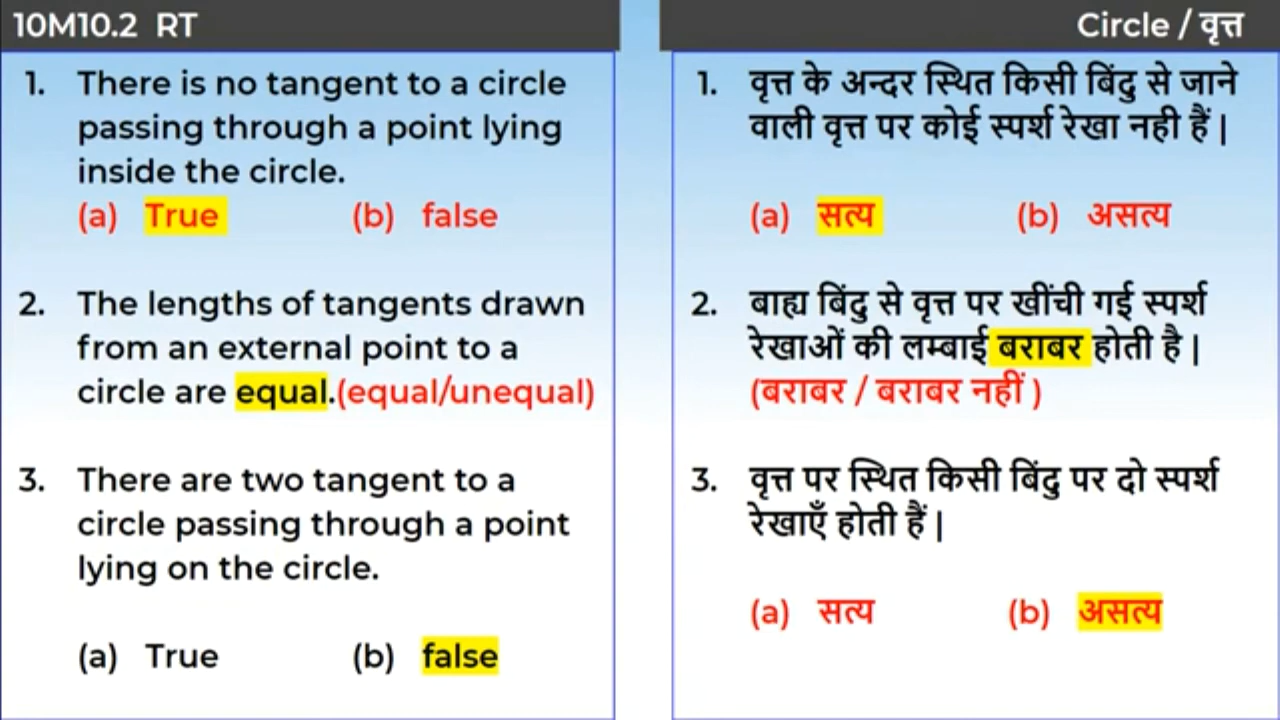 10M10.2 RT
1. There is no tangent to a circle
passing through a point lying
inside the circle.
(a) True (b) false
2. The lengths of tangents drawn
from an external point to a
circle are equal.(equal/unequal)
3. There are two tangent to a
circle passing through a point
lying on the circle.
(a) True (b) false
Circle / वृत्त
1. वृत्त के अन्दर स्थित किसी बिंदु से जाने
वाली वृत्त पर कोई स्पर्श रेखा नही हैं |
(a) सत्य (b) असत्य
2. बाह्य बिंदु से वृत्त पर खींची गई स्पर्श
रेखाओं की लम्बाई बराबर होती है |
(बराबर / बराबर नहीं )
3. वृत्त पर स्थित किसी बिंदु पर दो स्पर्श
रेखाएँ होती हैं |
(a) सत्य (b) असत्य